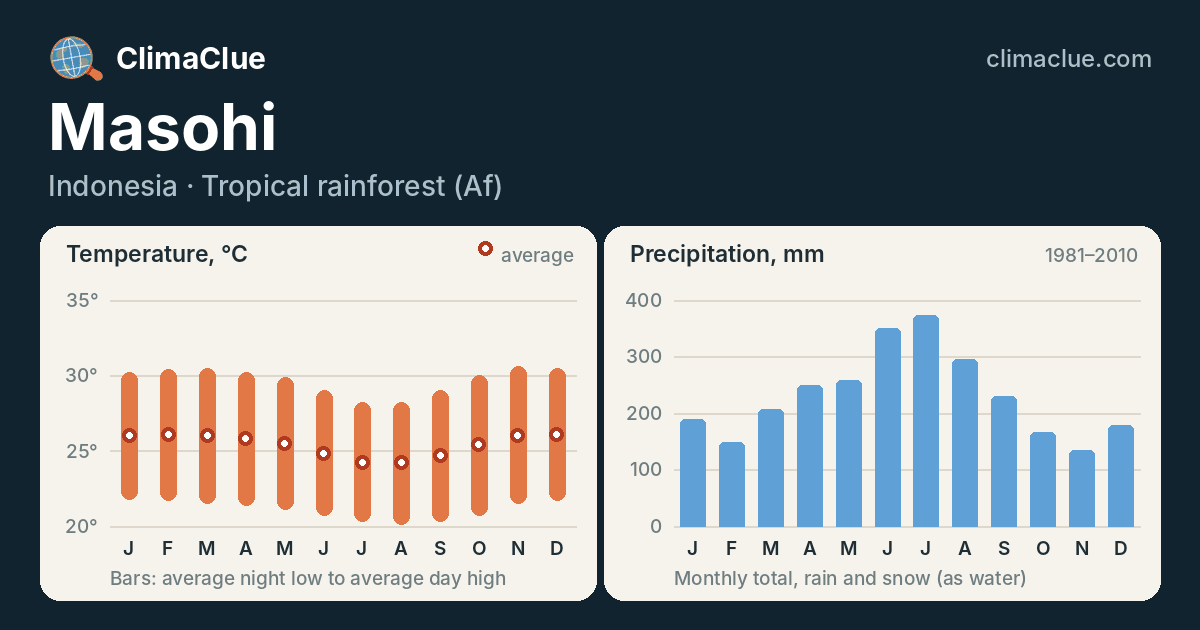 ClimaClue
climaclue.com
Masohi
Indonesia · Tropical rainforest (Af)
Temperature, °C
average
35°
30°
25°
20°
J F M A M J J A S O N D
Bars: average night low to average day high
Precipitation, mm
1981–2010
400
300
200
100
0
J F M A M J J A S O N D
Monthly total, rain and snow (as water)